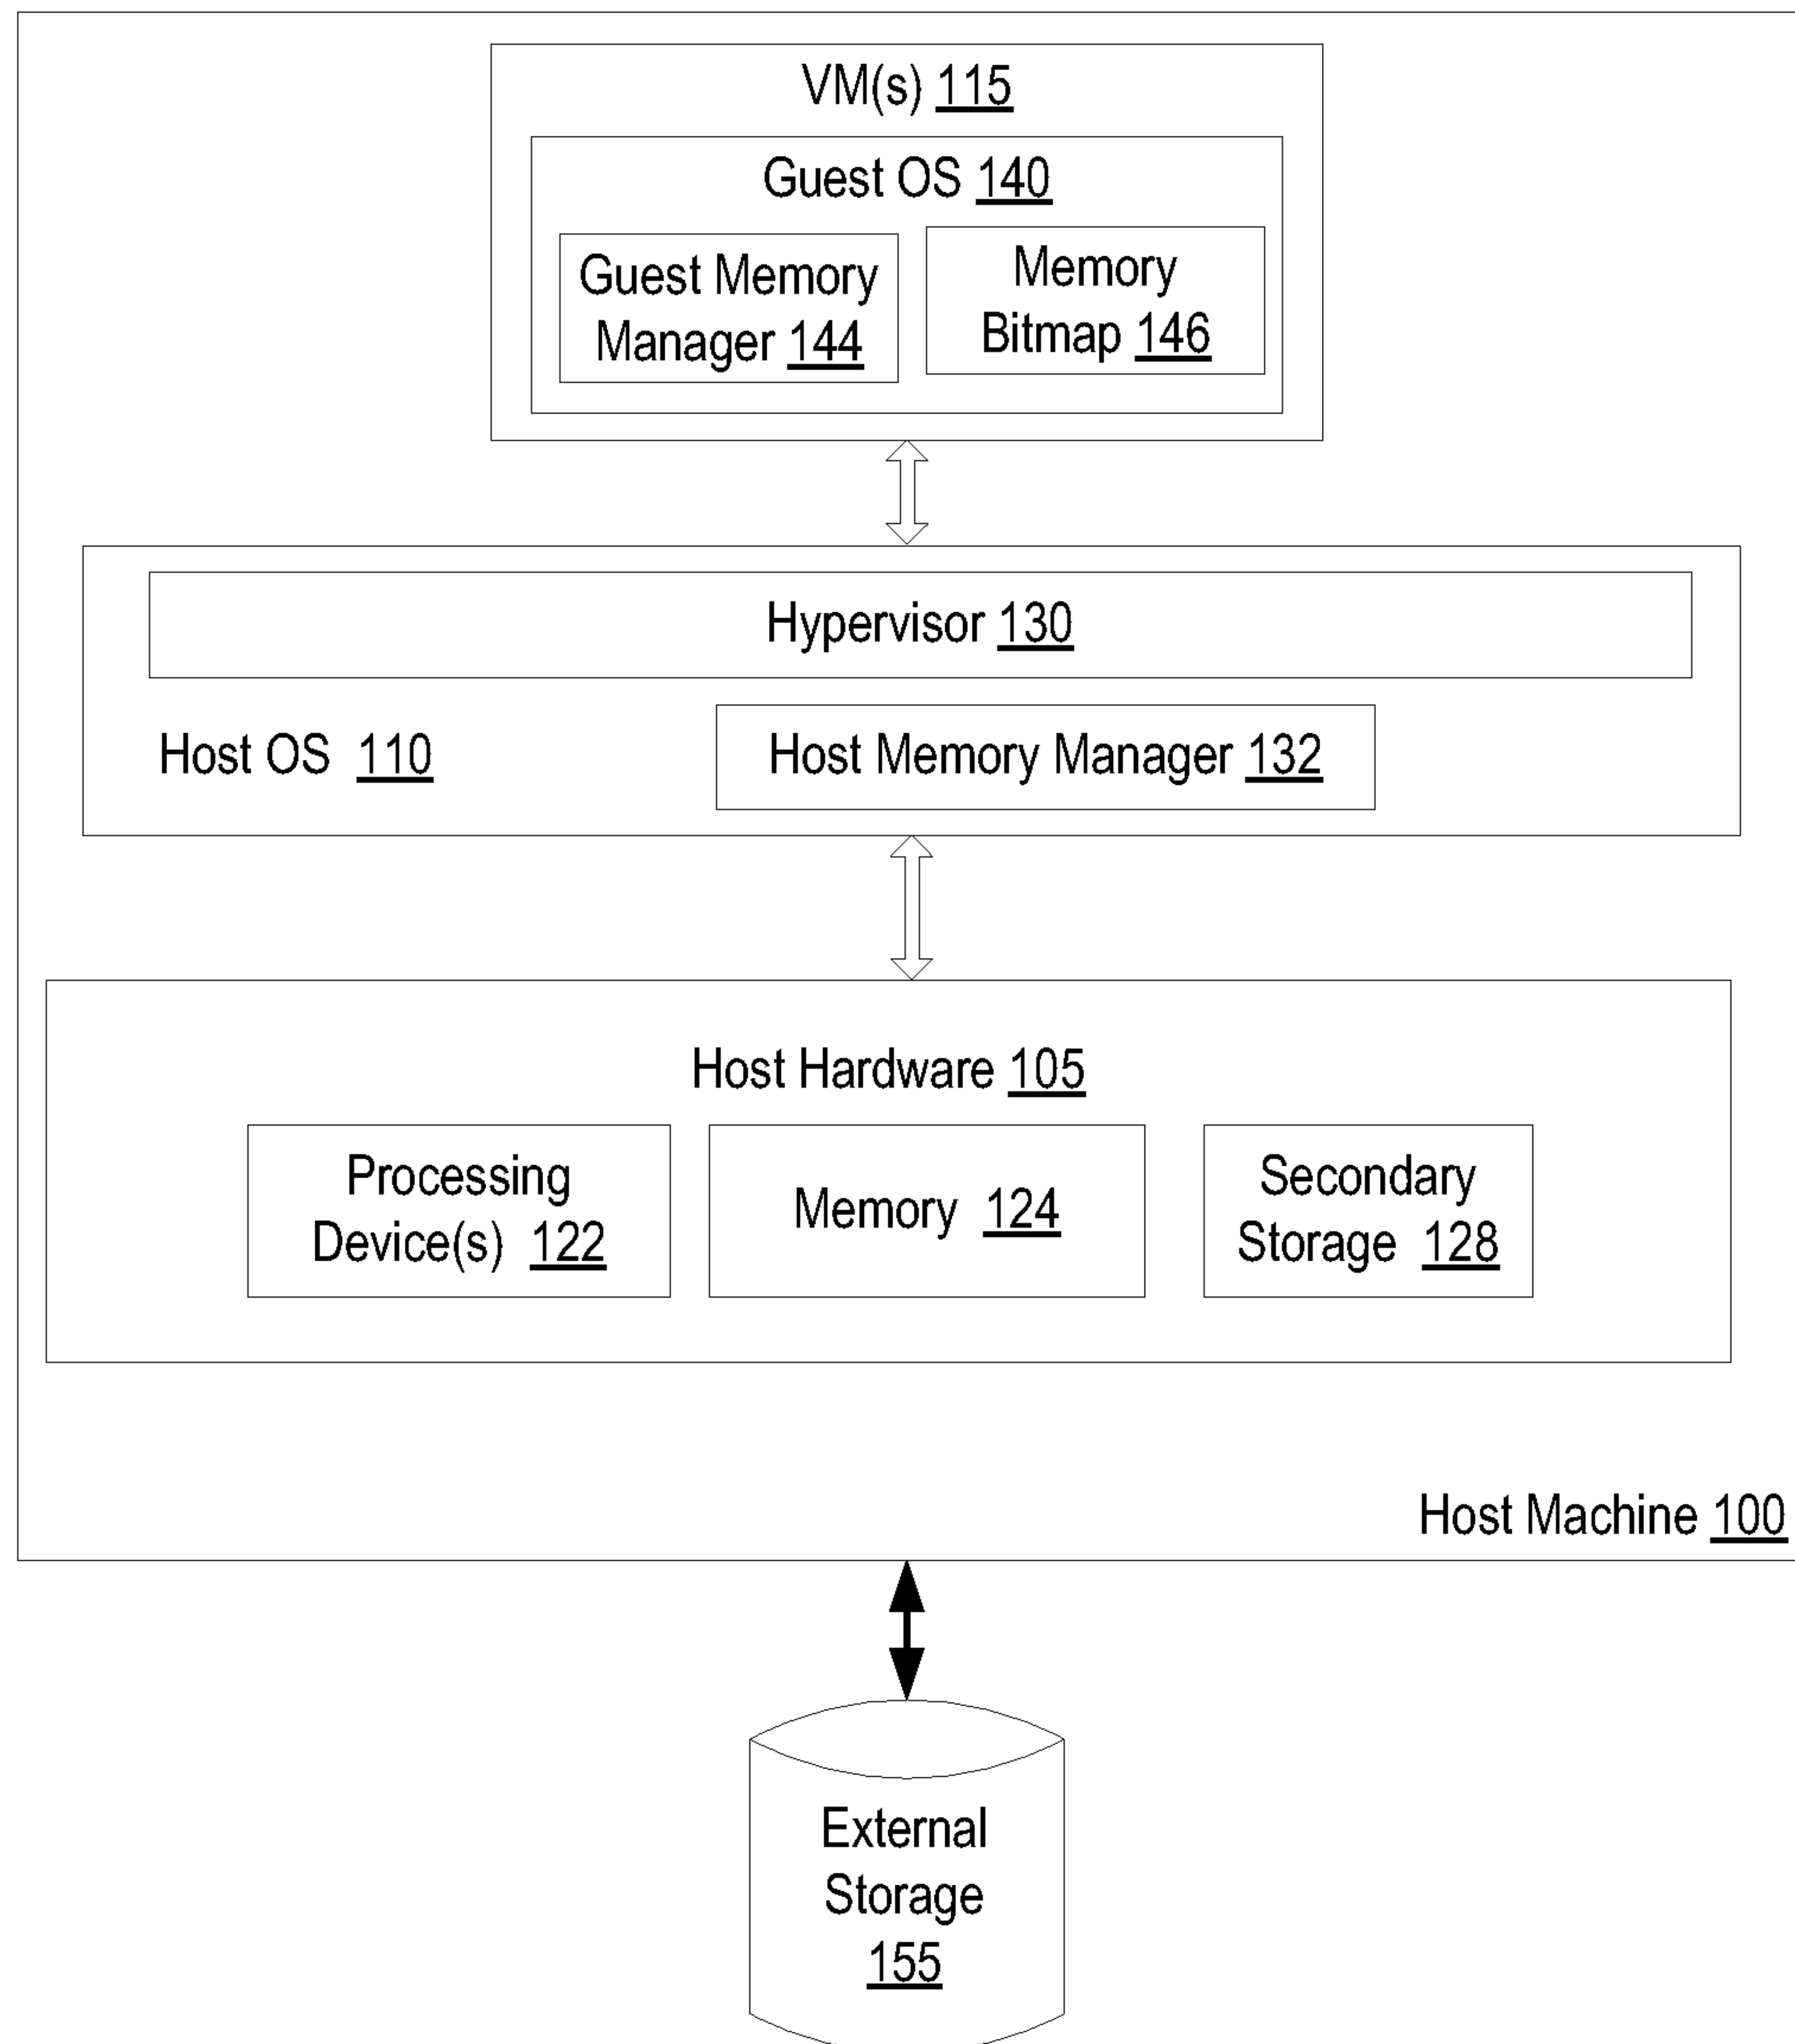 VM(s) 115
Guest OS 140
Guest Memory
Manager 144
Memory
Bitmap 146
Hypervisor 130
Host OS 110
Host Memory Manager 132
Host Hardware 105
Processing
Device(s) 122
Memory 124
Secondary
Storage 128
Host Machine 100
External
Storage
155